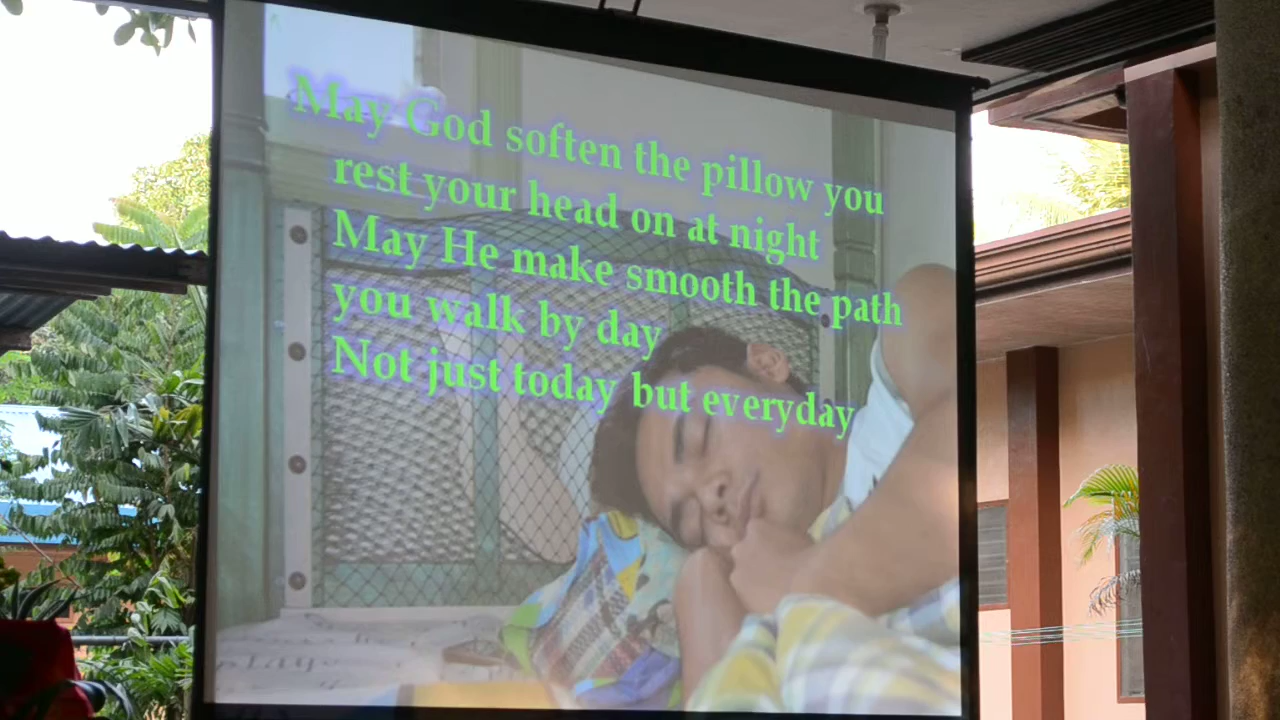 May God soften the pillow you
rest your head on at night
May He make smooth the path
you walk by day
Not just today but everyday